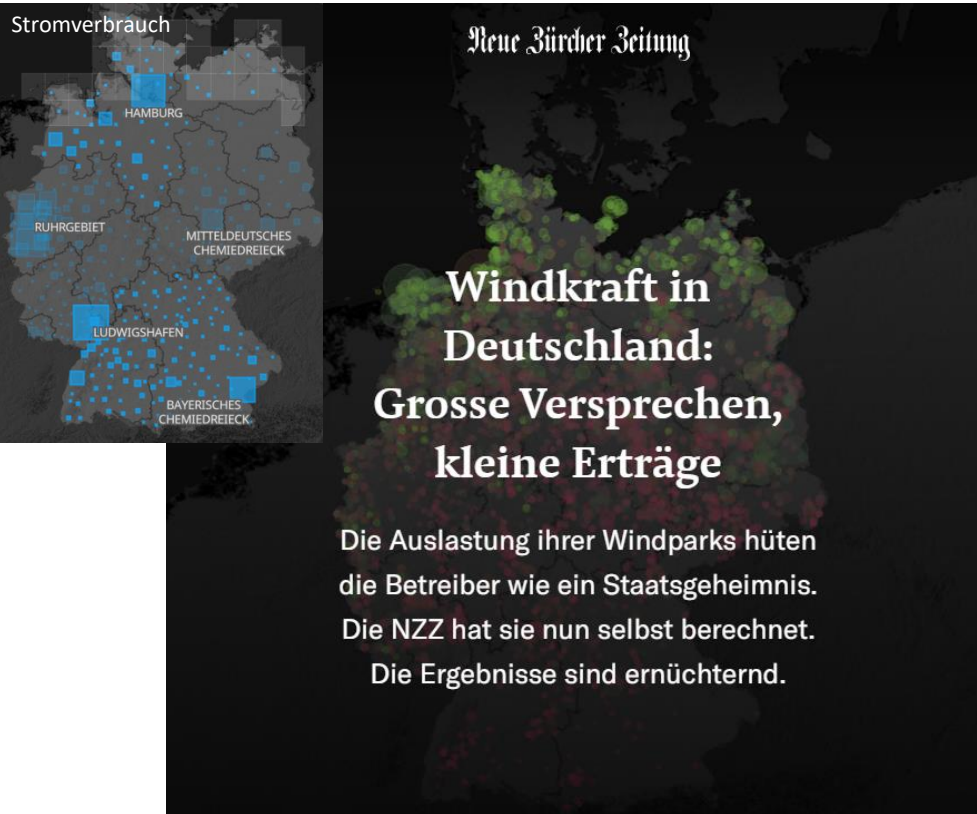 Stromverbrauch
HAMBURG
RUHRGEBIET
MITTELDEUTSCHES
CHEMIEDREIECK
LUDWIGSHAFEN
BAYERISCHES
CHEMIEDREIECK
Neue Zürcher Zeitung
Windkraft in
Deutschland:
Grosse Versprechen,
kleine Erträge
Die Auslastung ihrer Windparks hüten
die Betreiber wie ein Staatsgeheimnis.
Die NZZ hat sie nun selbst berechnet.
Die Ergebnisse sind ernüchternd.